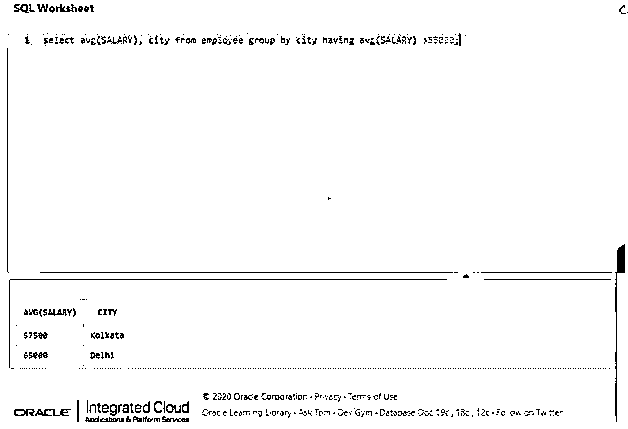 SQL Worksheet
1 select avg(SALARY), city from employee group by city having avg(SALARY) >55000;
AVG(SALARY) CITY
57500 Kolkata
65000 Delhi
© 2020 Oracle Corporation · Privacy · Terms of Use
ORACLE Integrated Cloud
Applications & Platform Services
Oracle Learning Library · Ask Tom · Dev Gym · Database Doc 19c, 18c, 12c · Follow on Twitter